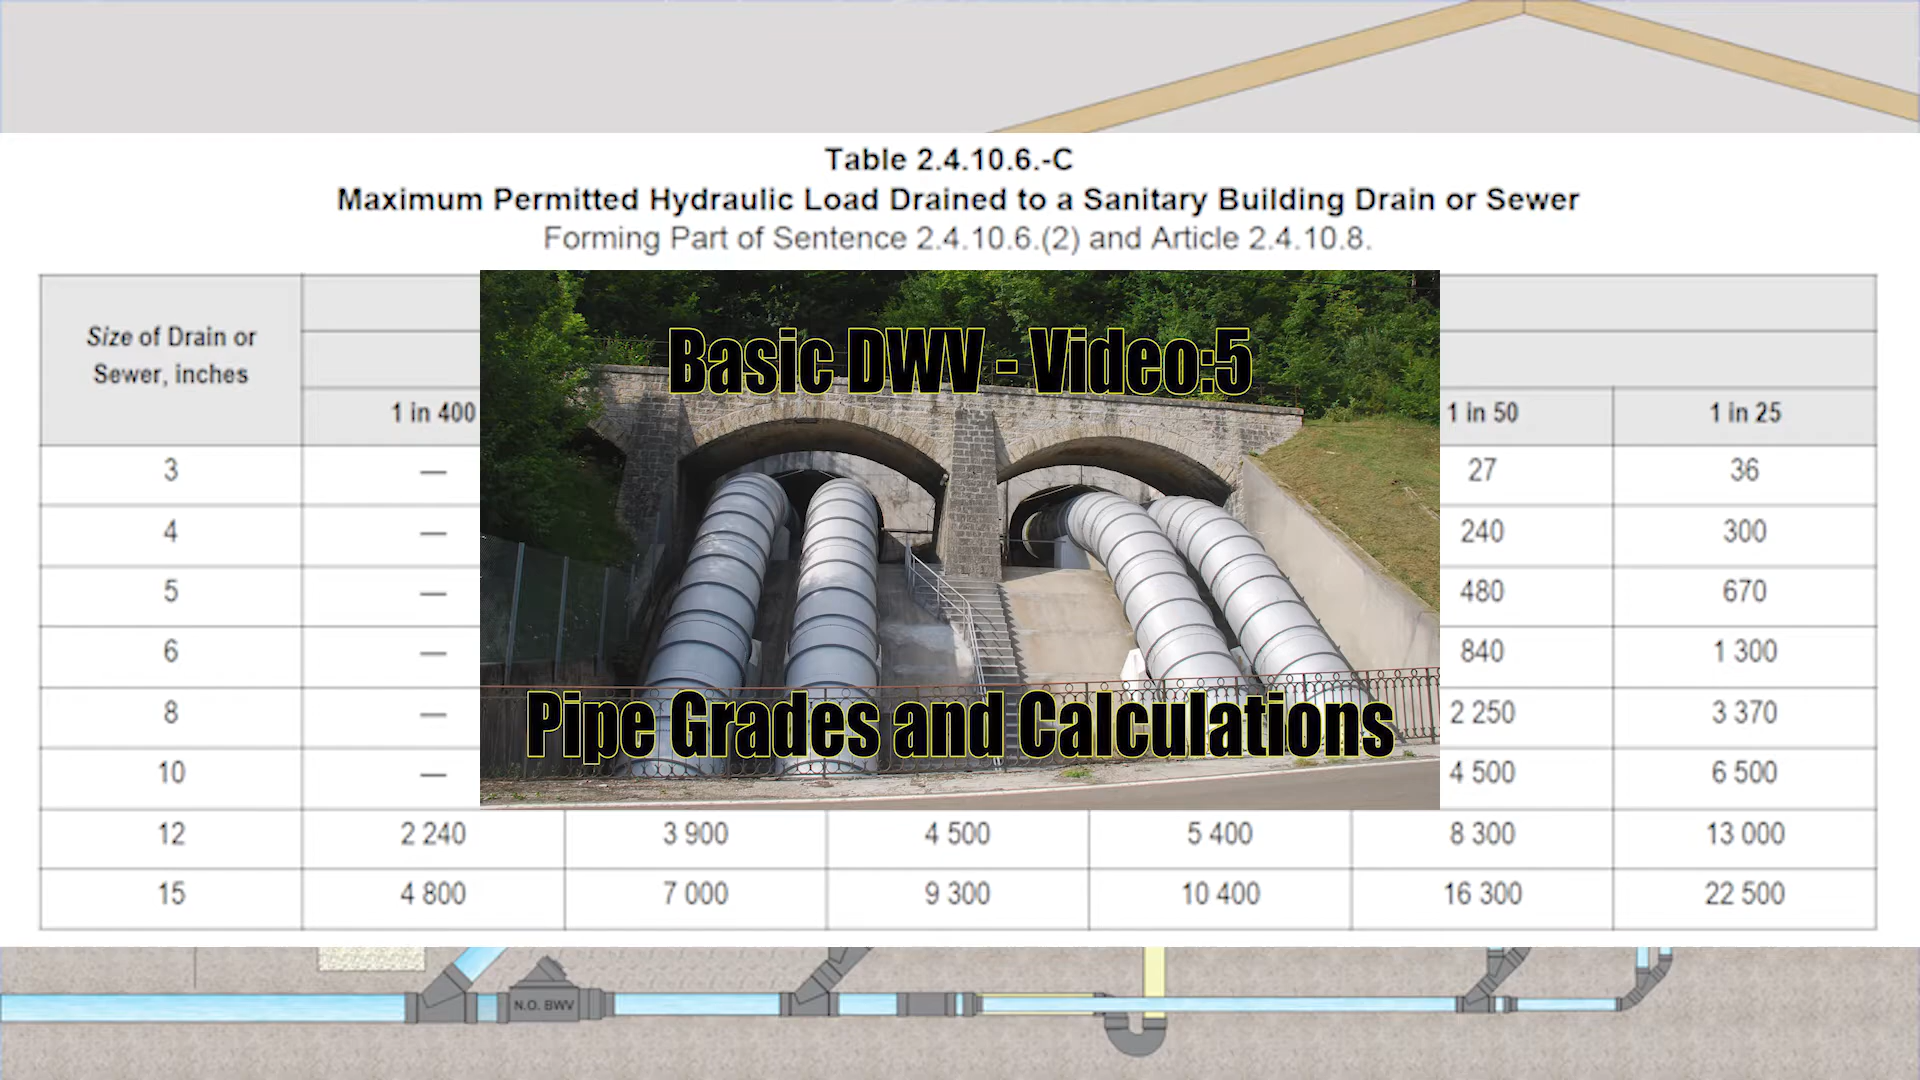 Table 2.4.10.6.-C
Maximum Permitted Hydraulic Load Drained to a Sanitary Building Drain or Sewer
Forming Part of Sentence 2.4.10.6.(2) and Article 2.4.10.8.
Size of Drain or
Sewer, inches
1 in 400
1 in 50
1 in 25
Basic DWV - Video:5
3 — 27 36
4 — 240 300
5 — 480 670
6 — 840 1 300
8 — 2 250 3 370
Pipe Grades and Calculations
10 — 4 500 6 500
12 2 240 3 900 4 500 5 400 8 300 13 000
15 4 800 7 000 9 300 10 400 16 300 22 500
N.O. BWV